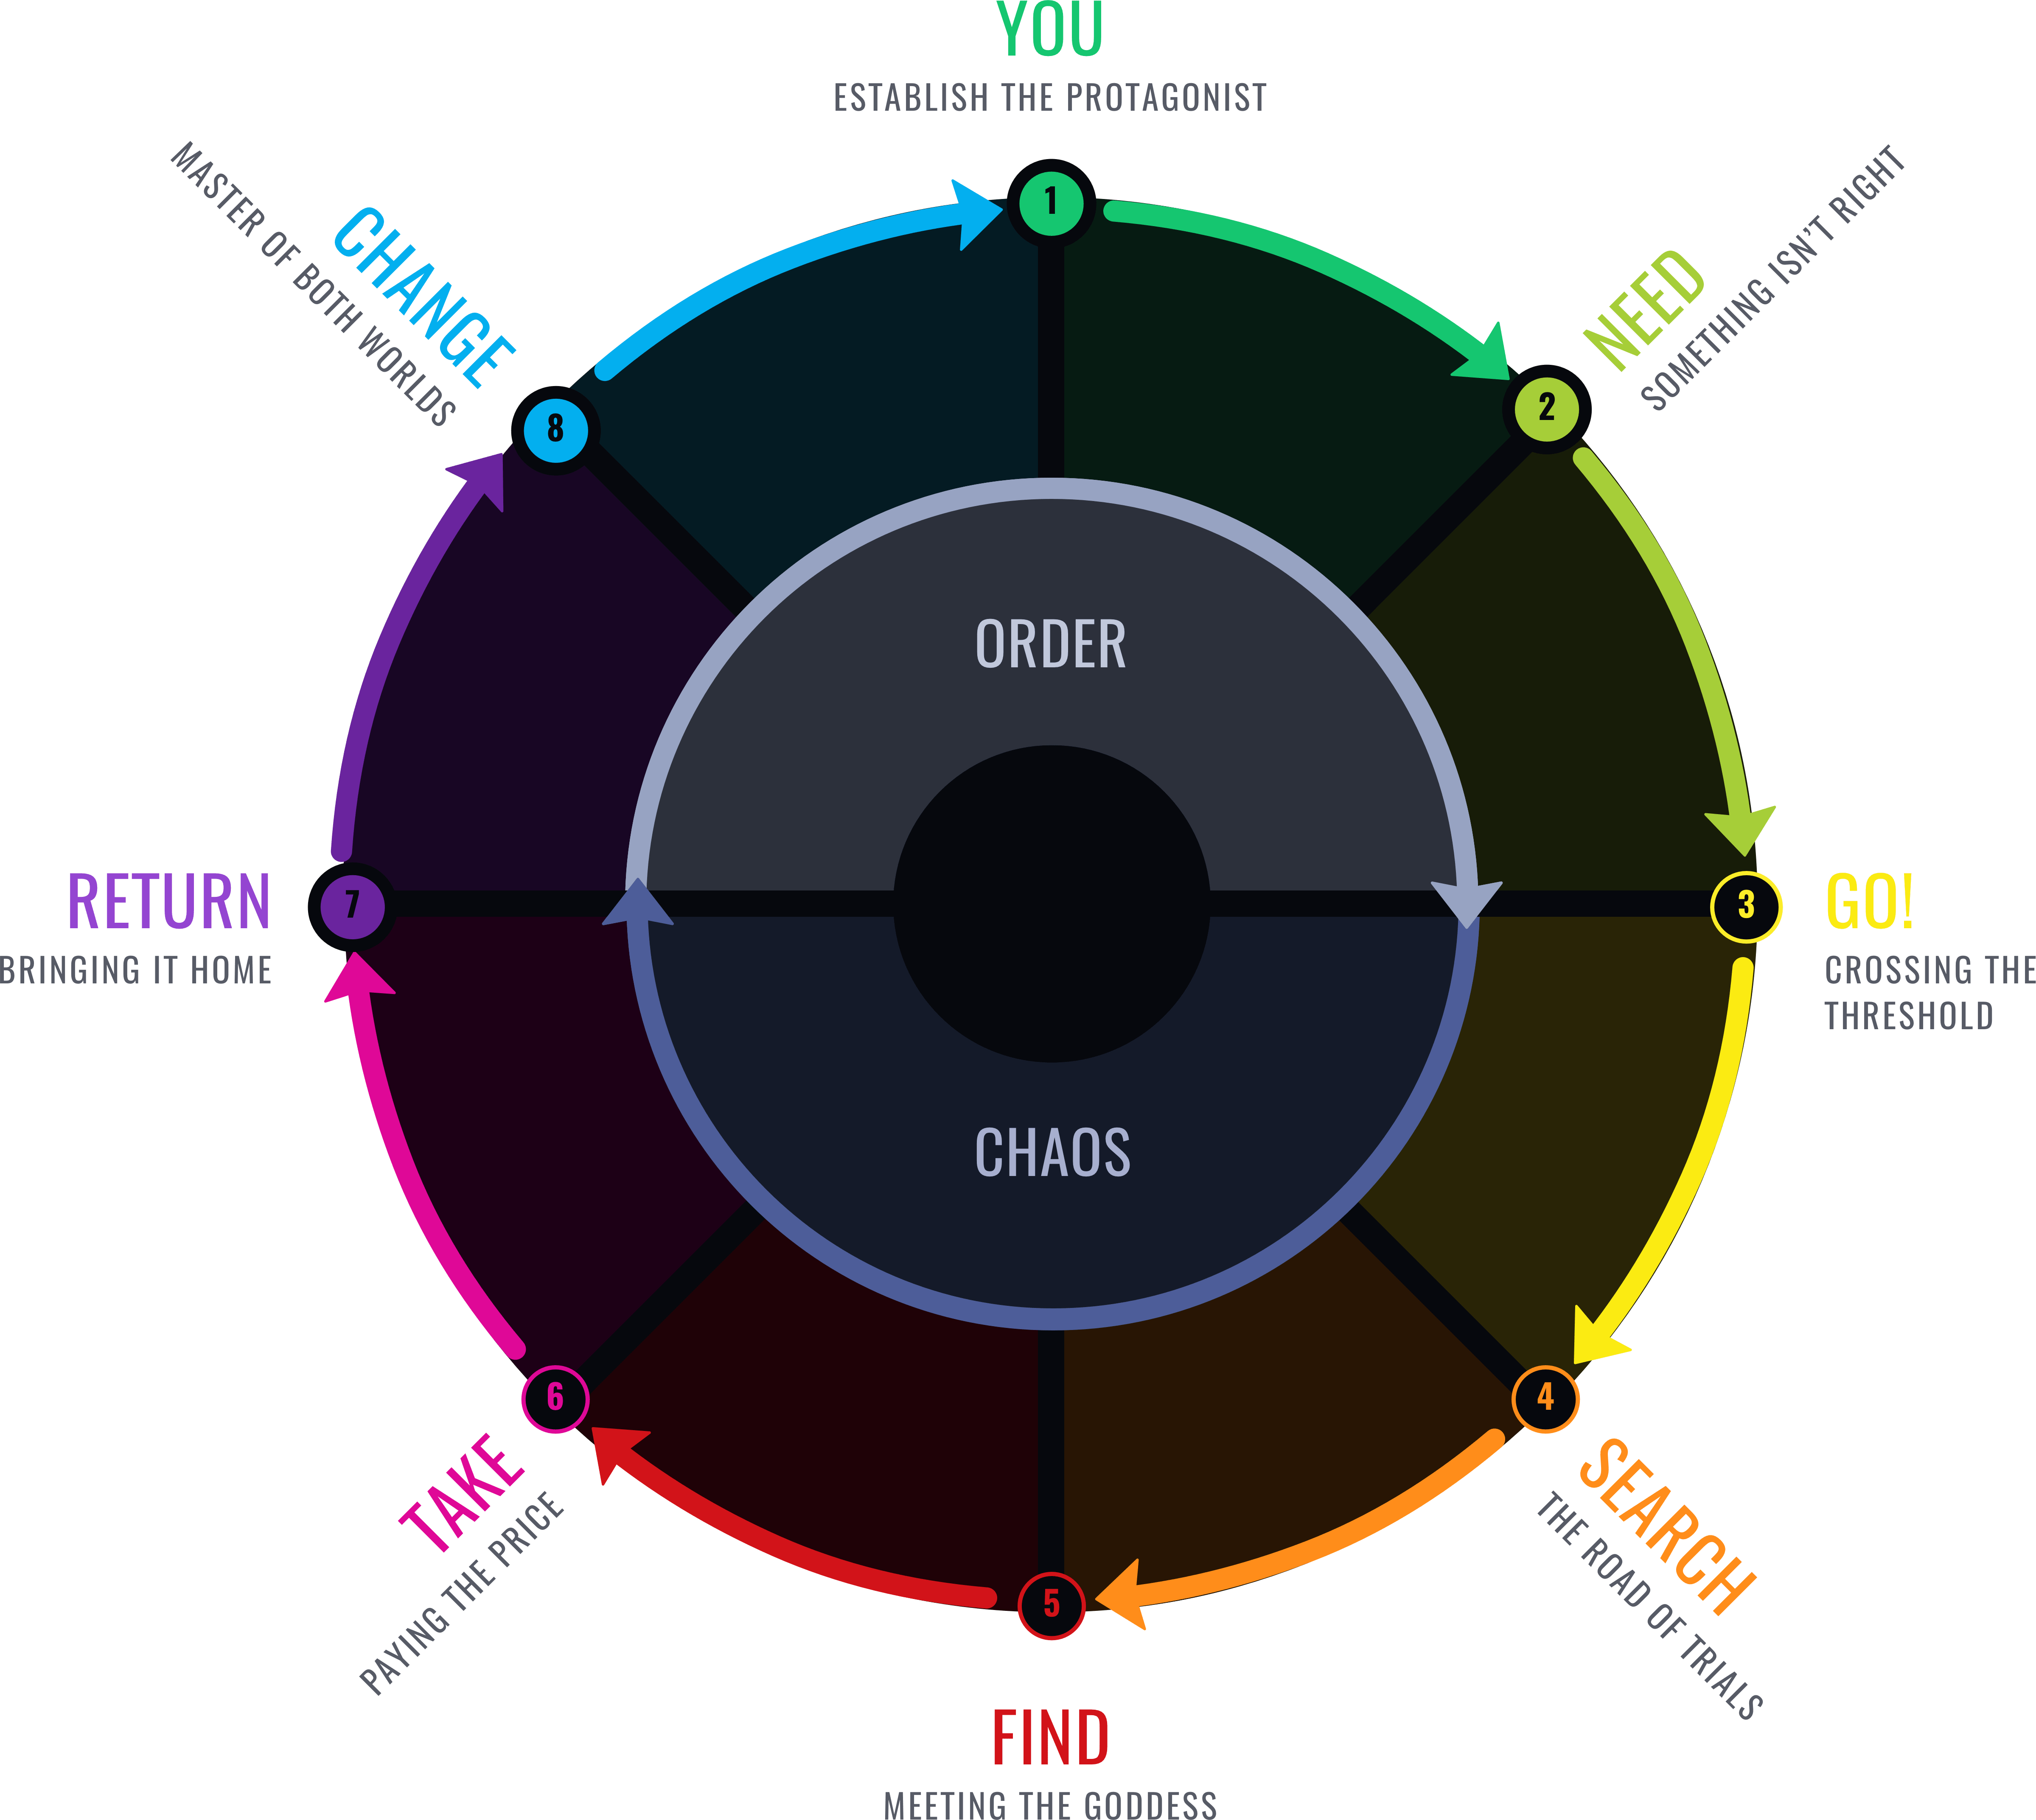 YOU
ESTABLISH THE PROTAGONIST
1
NEED
SOMETHING ISN'T RIGHT
2
GO!
CROSSING THE
THRESHOLD
3
SEARCH
THE ROAD OF TRIALS
4
FIND
MEETING THE GODDESS
5
TAKE
PAYING THE PRICE
6
RETURN
BRINGING IT HOME
7
CHANGE
MASTER OF BOTH WORLDS
8
ORDER
CHAOS